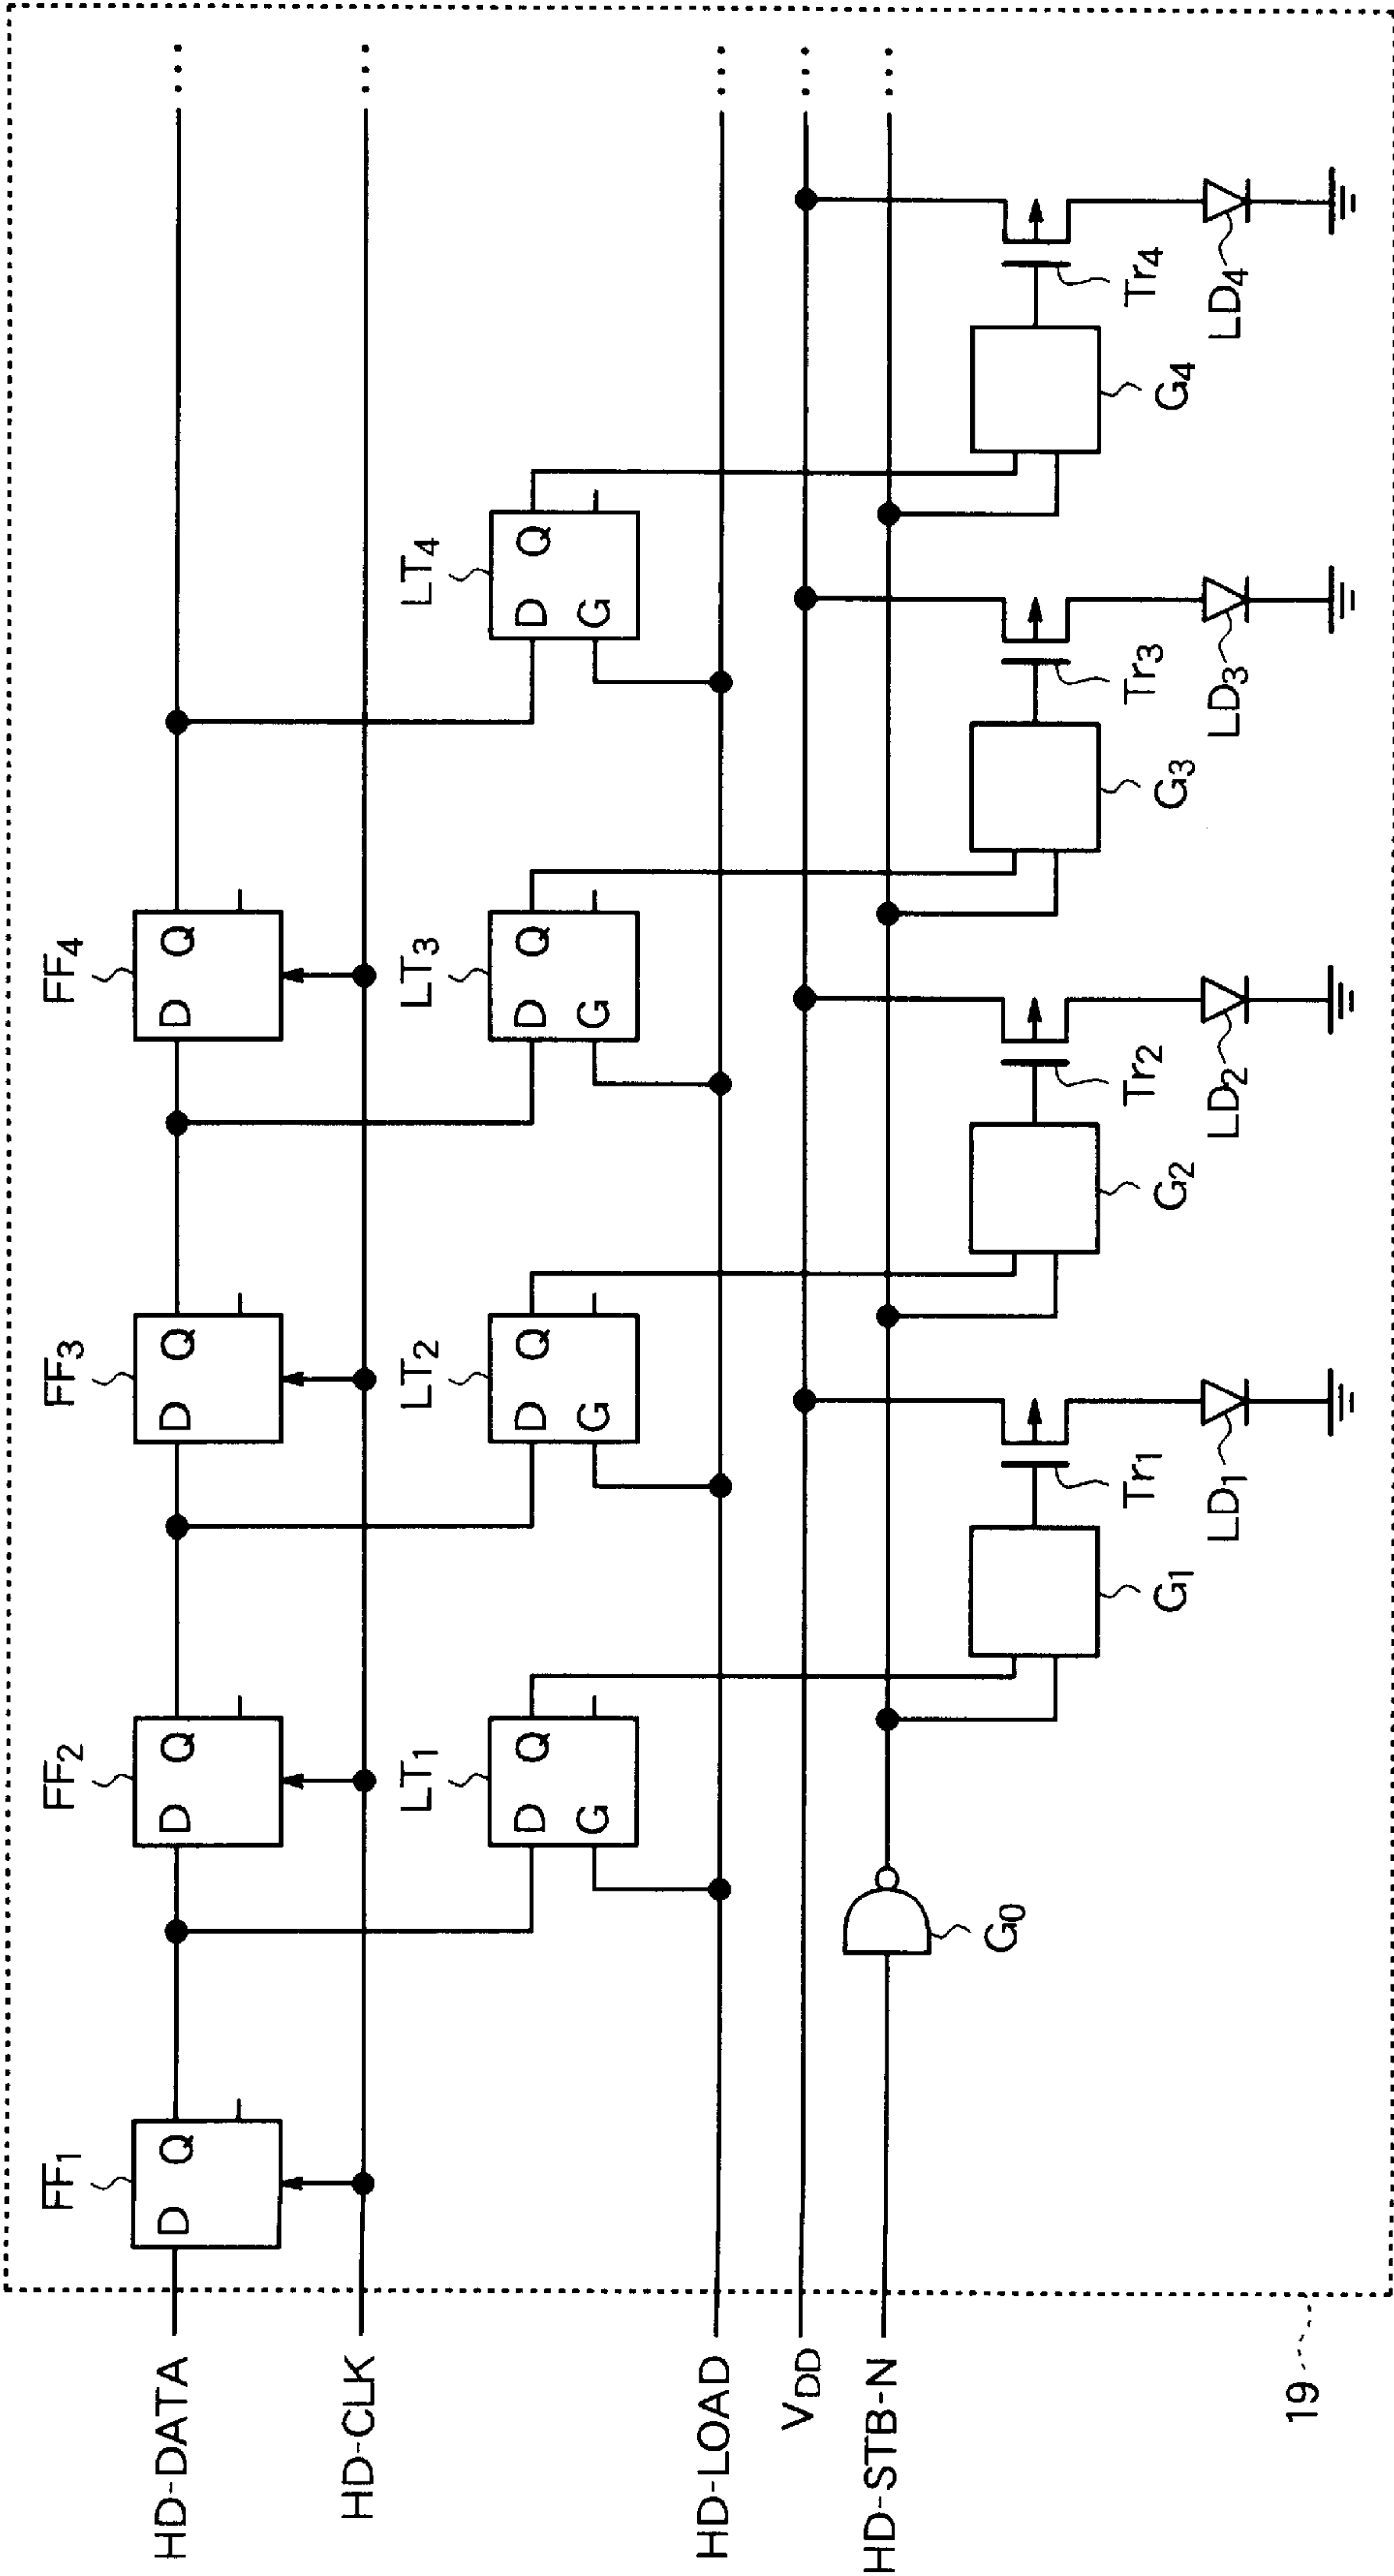 HD-DATA
HD-CLK
HD-LOAD
VDD
HD-STB-N
19
FF1
D Q
FF2
D Q
FF3
D Q
FF4
D Q
LT1
D Q
G
LT2
D Q
G
LT3
D Q
G
LT4
D Q
G
G0
G1
Tr1
LD1
G2
Tr2
LD2
G3
Tr3
LD3
G4
Tr4
LD4